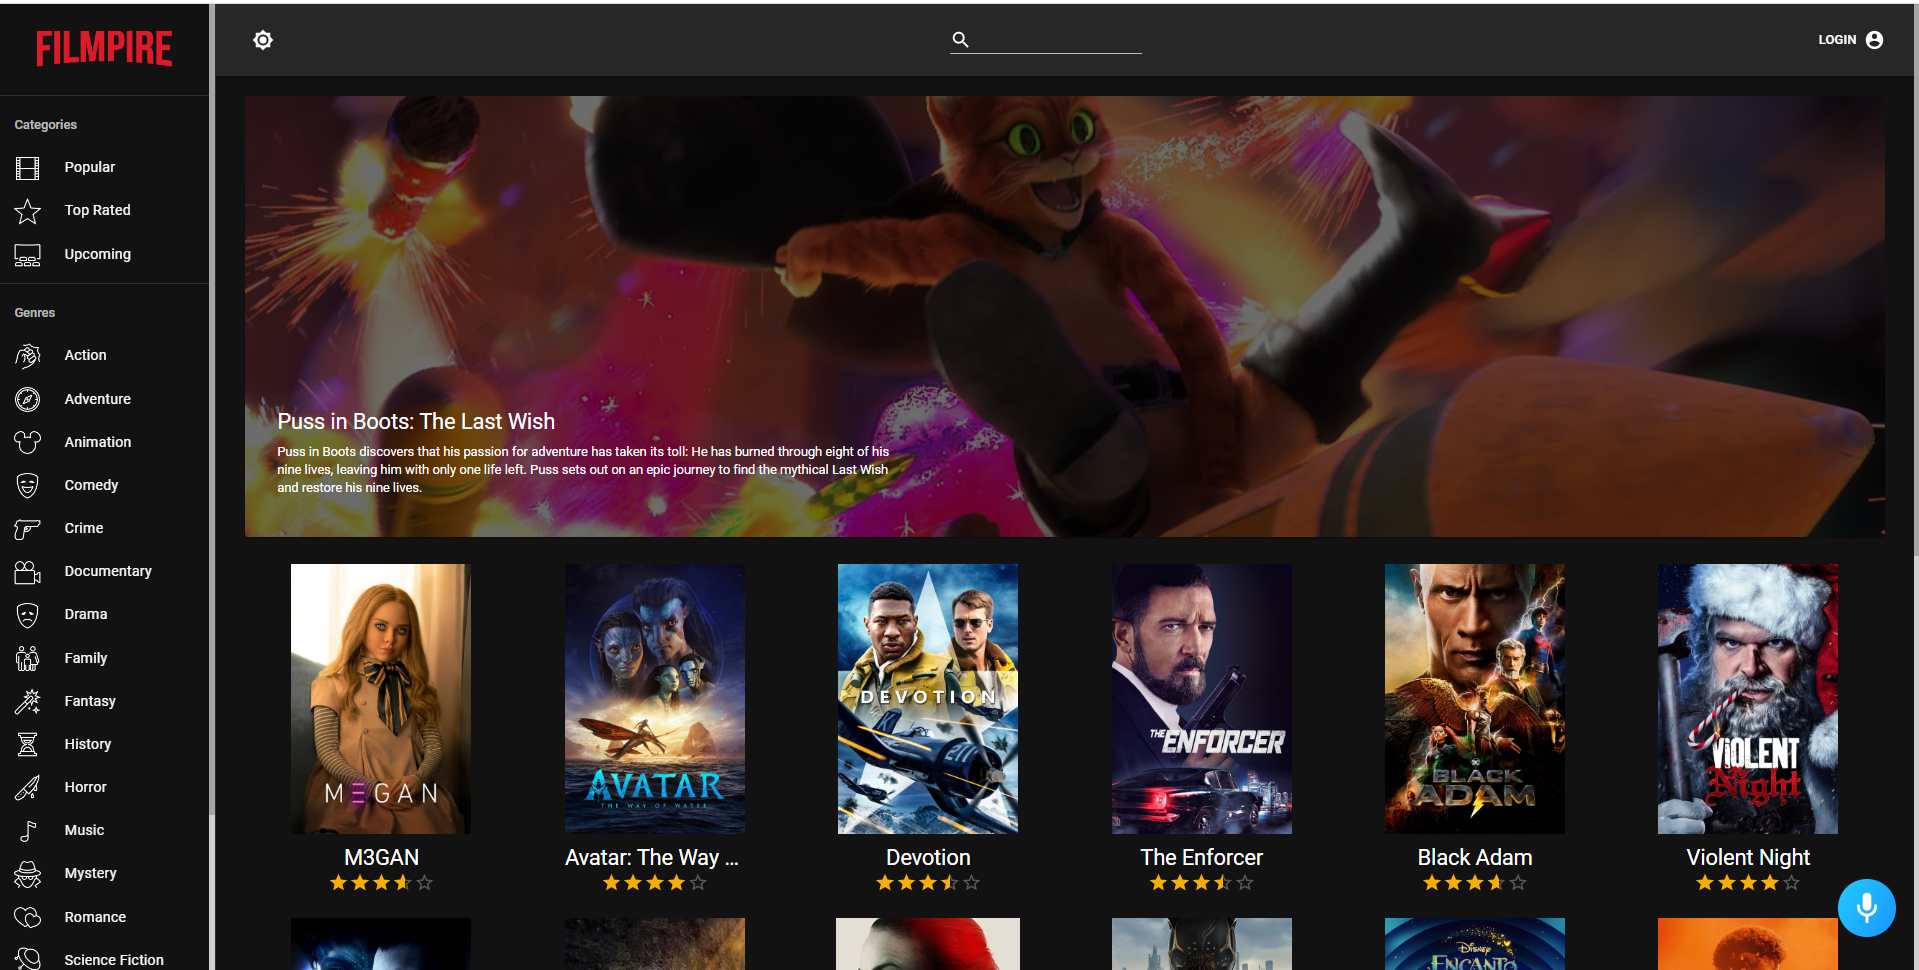 FILMPIRE
LOGIN
Categories
Popular
Top Rated
Upcoming
Genres
Action
Adventure
Animation
Comedy
Crime
Documentary
Drama
Family
Fantasy
History
Horror
Music
Mystery
Romance
Science Fiction
Puss in Boots: The Last Wish
Puss in Boots discovers that his passion for adventure has taken its toll: He has burned through eight of his
nine lives, leaving him with only one life left. Puss sets out on an epic journey to find the mythical Last Wish
and restore his nine lives.
M3GAN
AVATAR
THE WAY OF WATER
DEVOTION
211
THE ENFORCER
DC
BLACK
ADAM
VIOLENT
Night
M3GAN
Avatar: The Way ...
Devotion
The Enforcer
Black Adam
Violent Night
Disney
ENCANTO